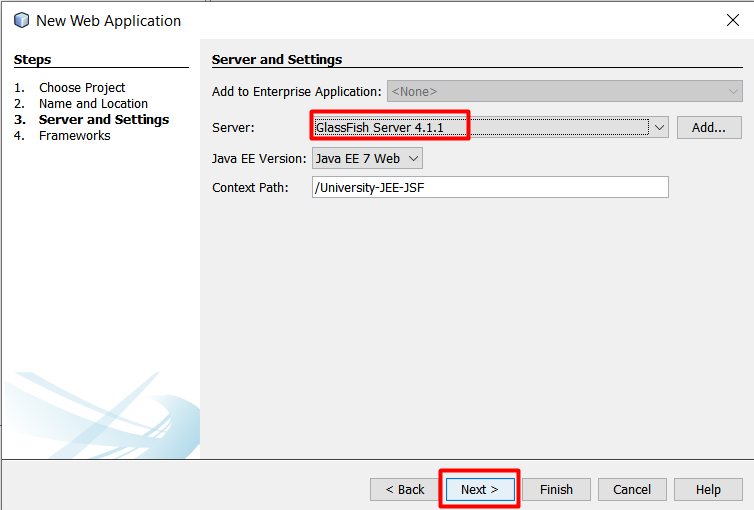 New Web Application
Steps
1. Choose Project
2. Name and Location
3. Server and Settings
4. Frameworks
Server and Settings
Add to Enterprise Application: <None>
Server: GlassFish Server 4.1.1 Add...
Java EE Version: Java EE 7 Web
Context Path: /University-JEE-JSF
< Back Next > Finish Cancel Help